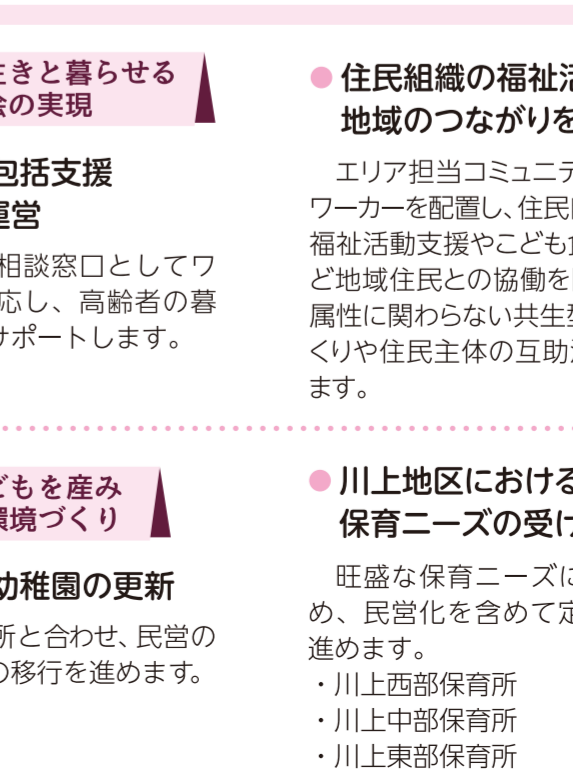 生きと暮らせる
会の実現
包括支援
運営
相談窓口としてワ
応し、高齢者の暮
サポートします。
● 住民組織の福祉活
地域のつながりを
エリア担当コミュニテ
ワーカーを配置し、住民
福祉活動支援やこども食
ど地域住民との協働を
属性に関わらない共生型
くりや住民主体の互助活
ます。
どもを産み
環境づくり
幼稚園の更新
所と合わせ、民営の
の移行を進めます。
● 川上地区における
保育ニーズの受け
旺盛な保育ニーズに
め、民営化を含めて定
進めます。
・川上西部保育所
・川上中部保育所
・川上東部保育所